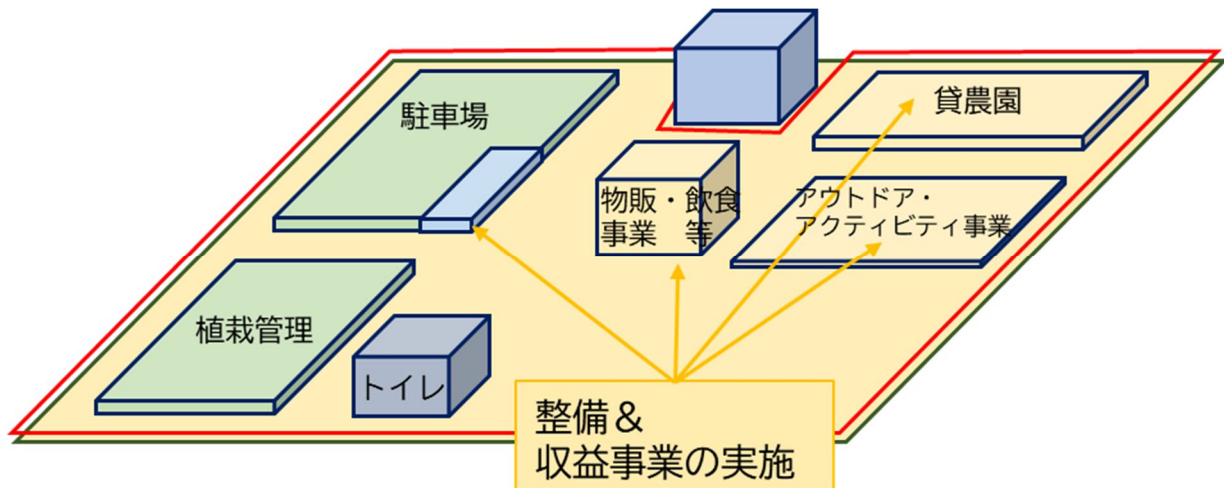 駐車場
貸農園
物販・飲食
事業　等
アウトドア・
アクティビティ事業
植栽管理
トイレ
整備＆
収益事業の実施